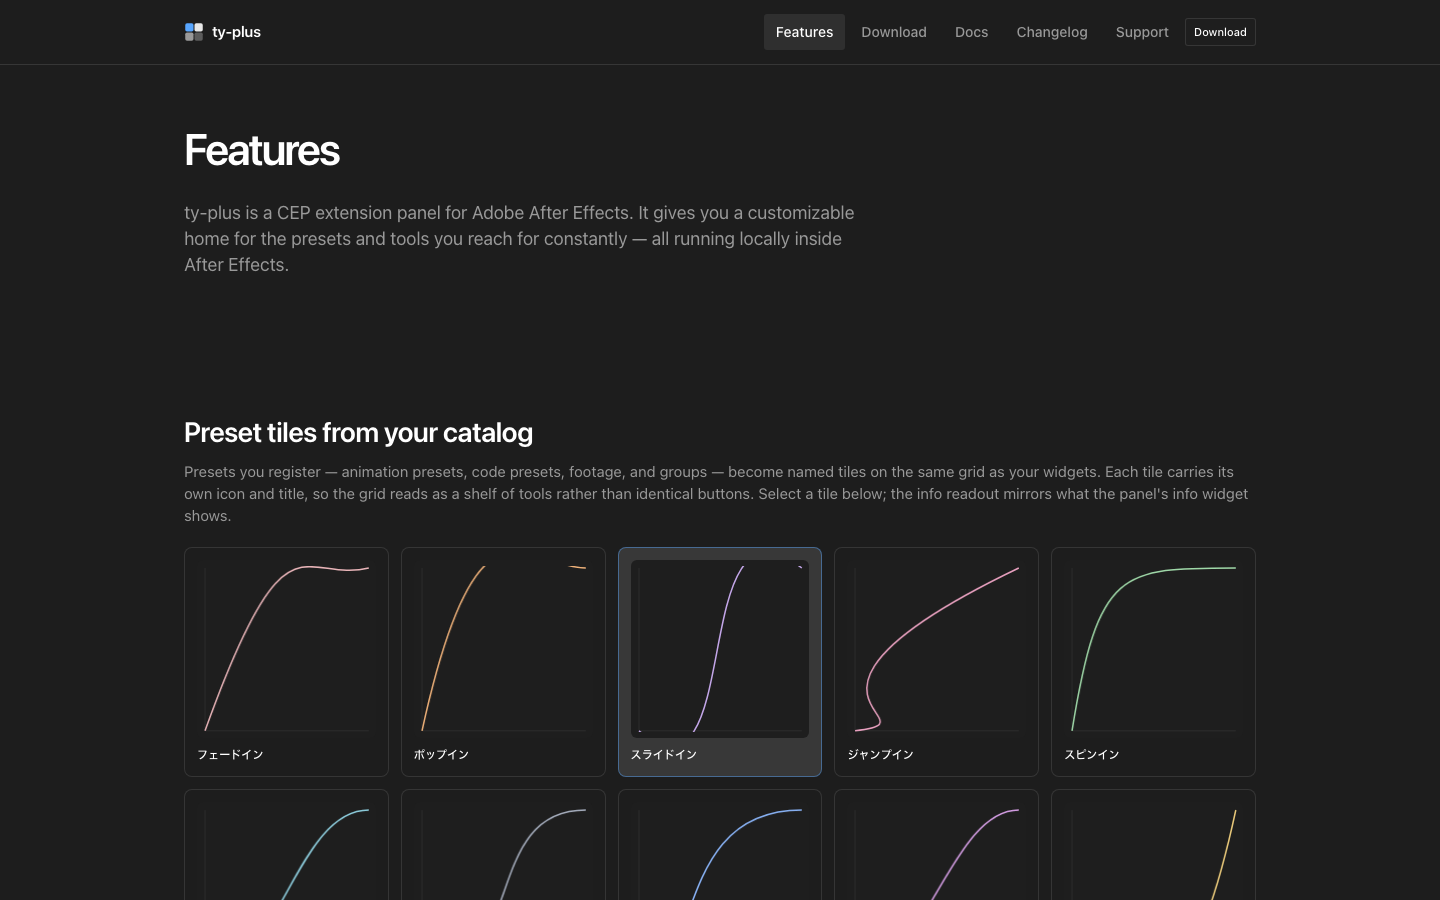 ty-plus
Features
Download
Docs
Changelog
Support
Download
Features
ty-plus is a CEP extension panel for Adobe After Effects. It gives you a customizable
home for the presets and tools you reach for constantly — all running locally inside
After Effects.
Preset tiles from your catalog
Presets you register — animation presets, code presets, footage, and groups — become named tiles on the same grid as your widgets. Each tile carries its
own icon and title, so the grid reads as a shelf of tools rather than identical buttons. Select a tile below; the info readout mirrors what the panel's info widget
shows.
フェードイン
ポップイン
スライドイン
ジャンプイン
スピンイン